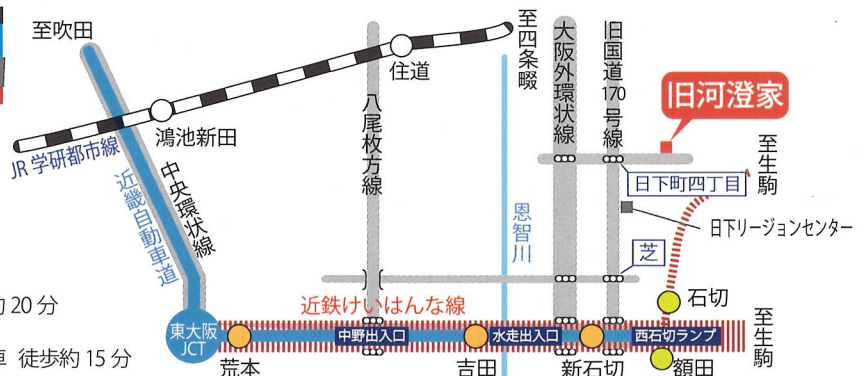 至吹田
住道
至四条畷
大阪外環状線
旧国道170号線
旧河澄家
鴻池新田
八尾枚方線
JR学研都市線
中央環状線
近畿自動車道
至生駒
日下町四丁目
恩智川
日下リージョンセンター
芝
石切
約20分
近鉄けいはんな線
東大阪
JCT
中野出入口
水走出入口
西石切ランプ
至生駒
車 徒歩約15分
荒本
吉田
新石切
額田